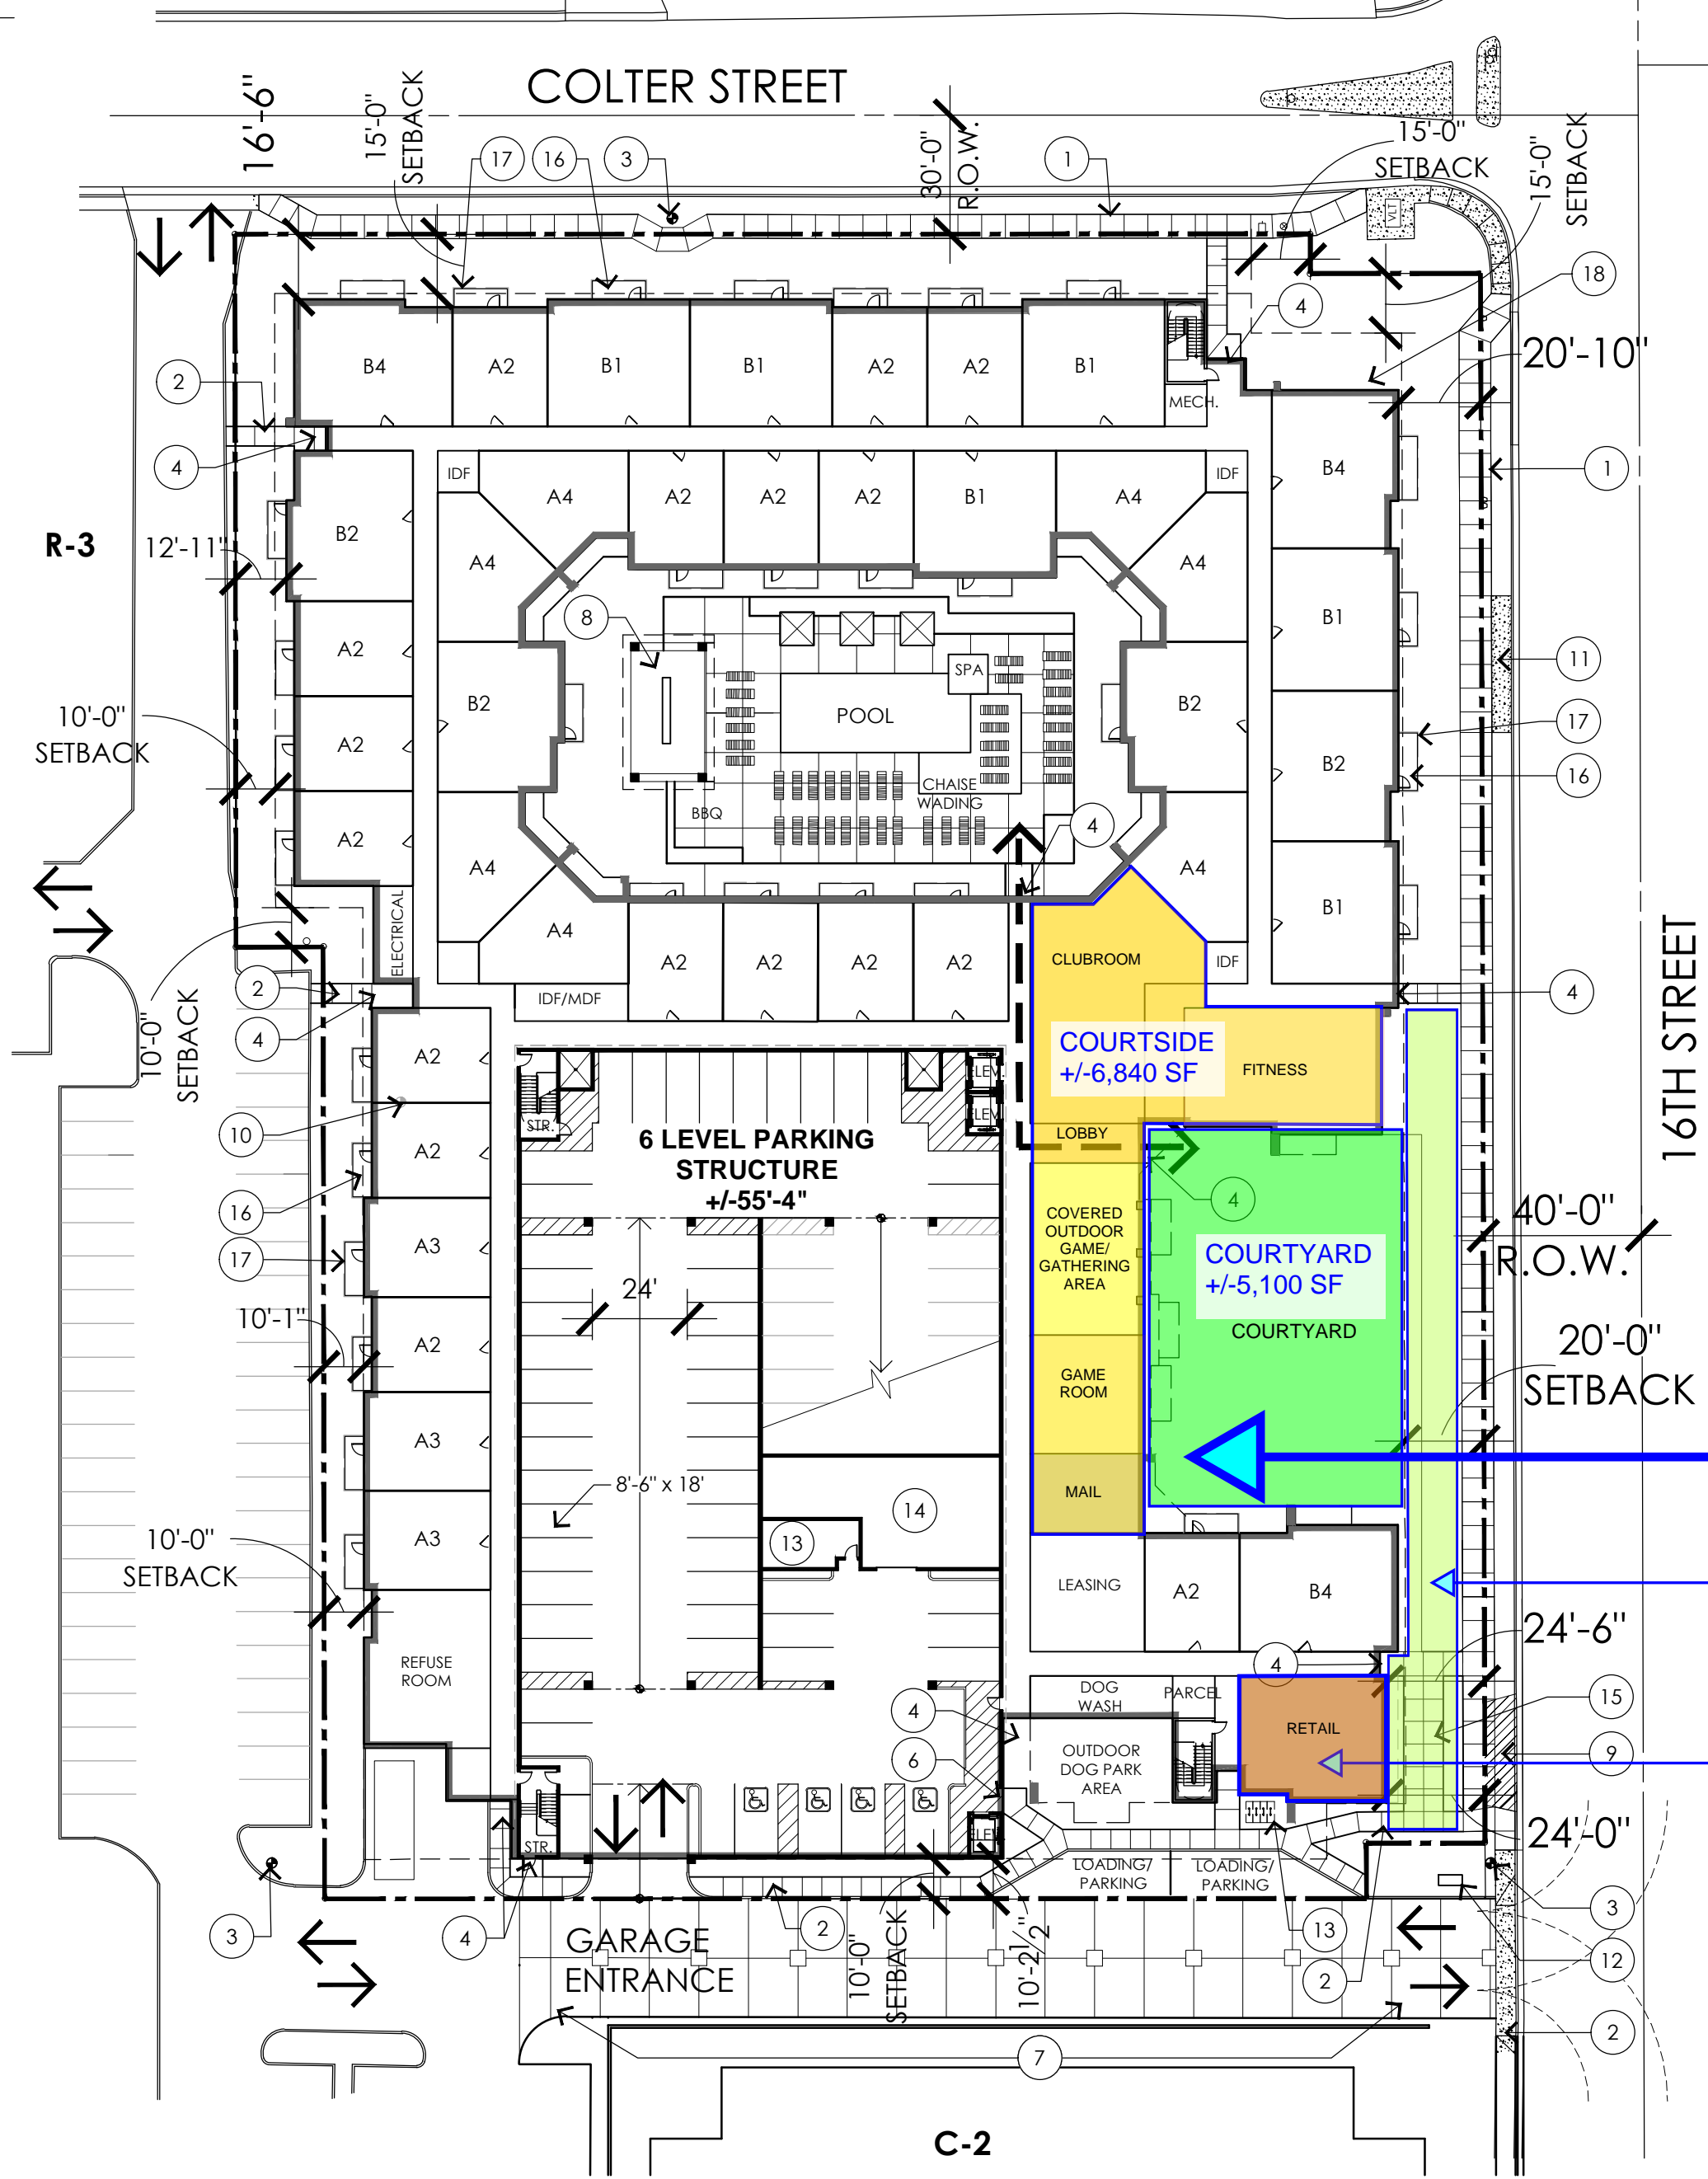 COLTER STREET
16'-6"
15'-0"
SETBACK
17
16
3
30'-0"
R.O.W.
1
15'-0"
SETBACK
15'-0"
SETBACK
VLT
18
4
20'-10"
2
4
B4
A2
B1
B1
A2
A2
B1
MECH.
R-3
12'-11"
B2
IDF
A4
A2
A2
A2
B1
A4
IDF
B4
1
A4
A4
8
A2
B1
11
SPA
10'-0"
SETBACK
A2
B2
POOL
B2
B2
17
16
CHAISE
WADING
BBQ
4
A2
A4
A4
B1
ELECTRICAL
A4
A2
A2
A2
A2
CLUBROOM
IDF
IDF/MDF
2
4
10'-0"
SETBACK
4
16TH STREET
COURTSIDE
+/-6,840 SF
FITNESS
A2
ELEV.
ELEV.
STR.
10
6 LEVEL PARKING
STRUCTURE
+/-55'-4"
LOBBY
A2
16
4
40'-0"
R.O.W.
COVERED
OUTDOOR
GAME/
GATHERING
AREA
COURTYARD
+/-5,100 SF
COURTYARD
17
A3
24'
10'-1"
A2
20'-0"
SETBACK
GAME
ROOM
A3
8'-6" x 18'
MAIL
14
13
10'-0"
SETBACK
A3
LEASING
A2
B4
24'-6"
REFUSE
ROOM
4
DOG
WASH
PARCEL
15
4
RETAIL
6
OUTDOOR
DOG PARK
AREA
9
STR.
ELEV.
24'-0"
LOADING/
PARKING
LOADING/
PARKING
3
4
2
GARAGE
ENTRANCE
10'-0"
SETBACK
10'-2 1/2"
13
2
3
12
2
7
C-2